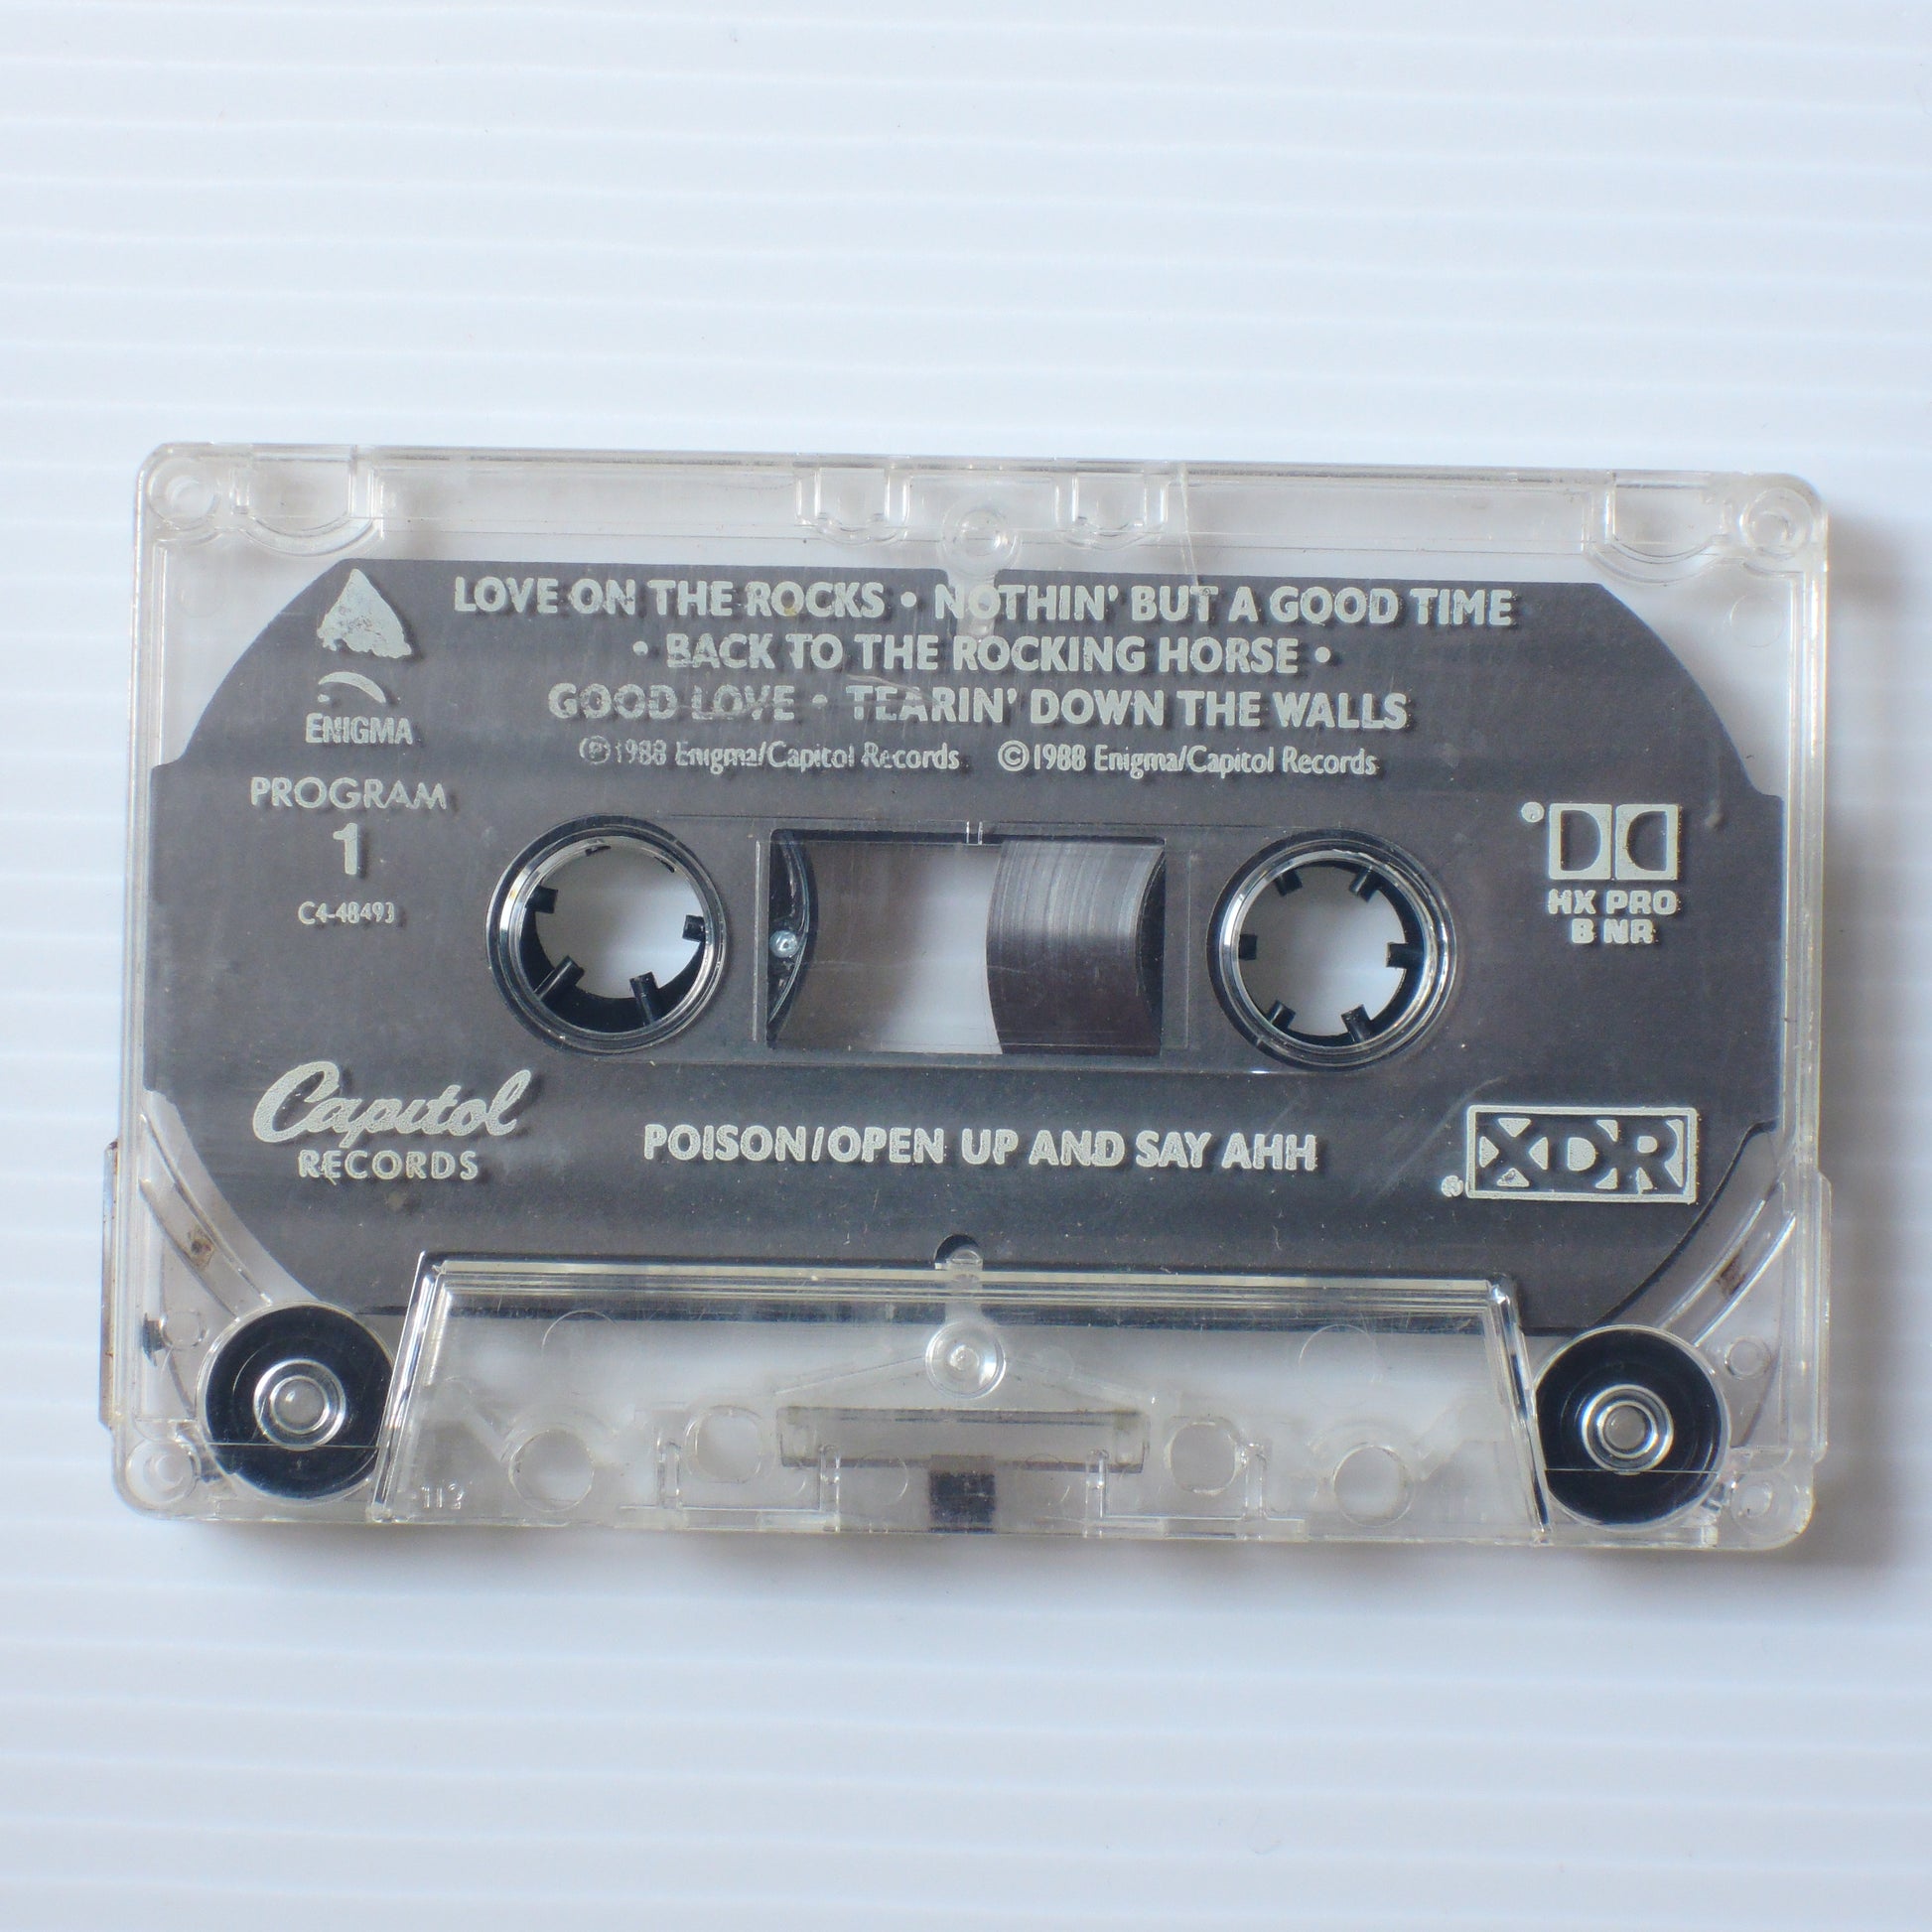 LOVE ON THE ROCKS • NOTHIN' BUT A GOOD TIME
• BACK TO THE ROCKING HORSE •
GOOD LOVE • TEARIN' DOWN THE WALLS
℗ 1988 Enigma/Capitol Records © 1988 Enigma/Capitol Records
ENIGMA
PROGRAM
1
C4-48493
HX PRO
B NR
Capitol
RECORDS
POISON/OPEN UP AND SAY AHH
XDR®
112